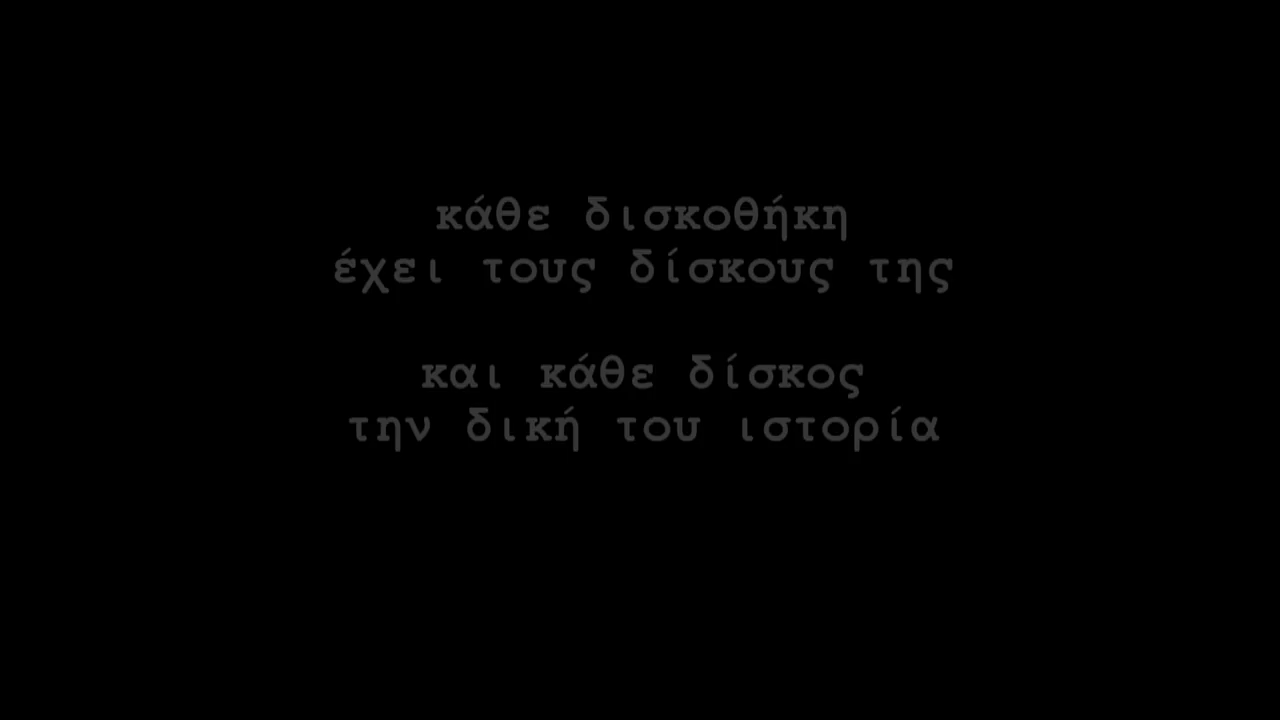 κάθε δισκοθήκη
έχει τους δίσκους της
και κάθε δίσκος
την δική του ιστορία